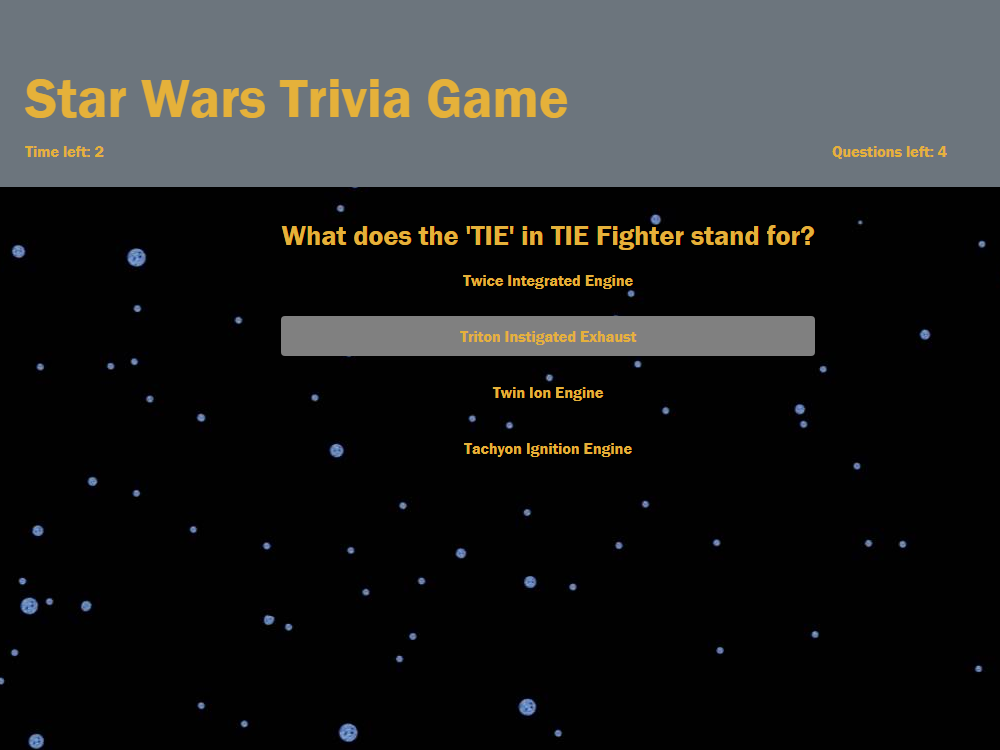 Star Wars Trivia Game
Time left: 2
Questions left: 4
What does the 'TIE' in TIE Fighter stand for?
Twice Integrated Engine
Triton Instigated Exhaust
Twin Ion Engine
Tachyon Ignition Engine